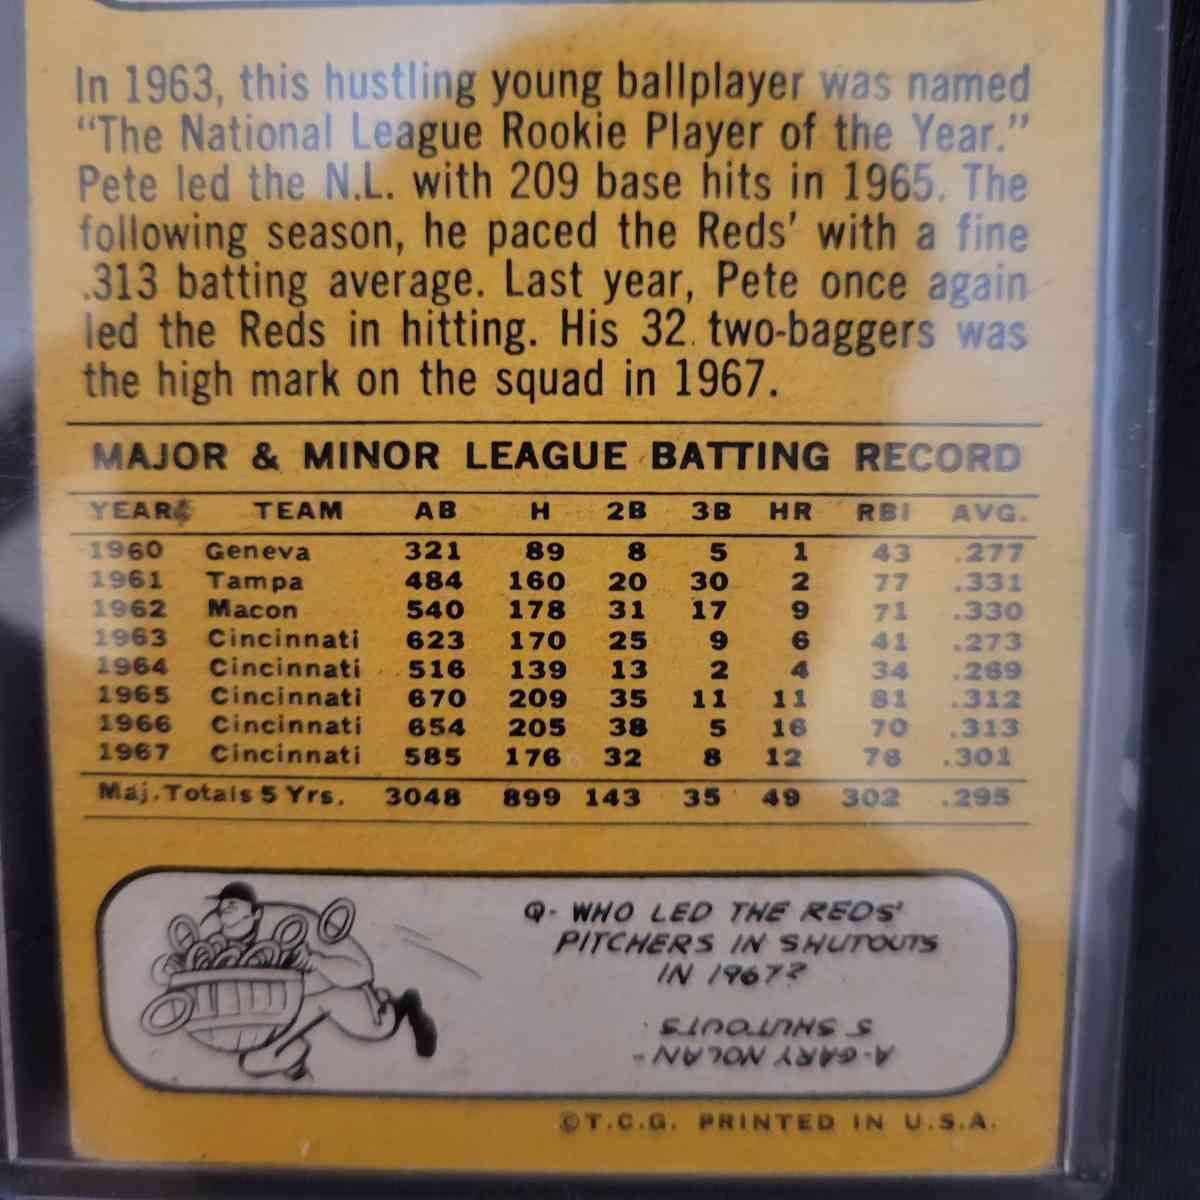 In 1963, this hustling young ballplayer was named
“The National League Rookie Player of the Year.”
Pete led the N.L. with 209 base hits in 1965. The
following season, he paced the Reds’ with a fine
.313 batting average. Last year, Pete once again
led the Reds in hitting. His 32 two-baggers was
the high mark on the squad in 1967.
MAJOR & MINOR LEAGUE BATTING RECORD
YEAR TEAM AB H 2B 3B HR RBI AVG.
1960 Geneva 321 89 8 5 1 43 .277
1961 Tampa 484 160 20 30 2 77 .331
1962 Macon 540 178 31 17 9 71 .330
1963 Cincinnati 623 170 25 9 6 41 .273
1964 Cincinnati 516 139 13 2 4 34 .269
1965 Cincinnati 670 209 35 11 11 81 .312
1966 Cincinnati 654 205 38 5 16 70 .313
1967 Cincinnati 585 176 32 8 12 76 .301
Maj. Totals 5 Yrs. 3048 899 143 35 49 302 .295
Q- WHO LED THE REDS'
PITCHERS IN SHUTOUTS
IN 1967?
A-GARY NOLAN-
5 SHUTOUTS
©T.C.G. PRINTED IN U.S.A.